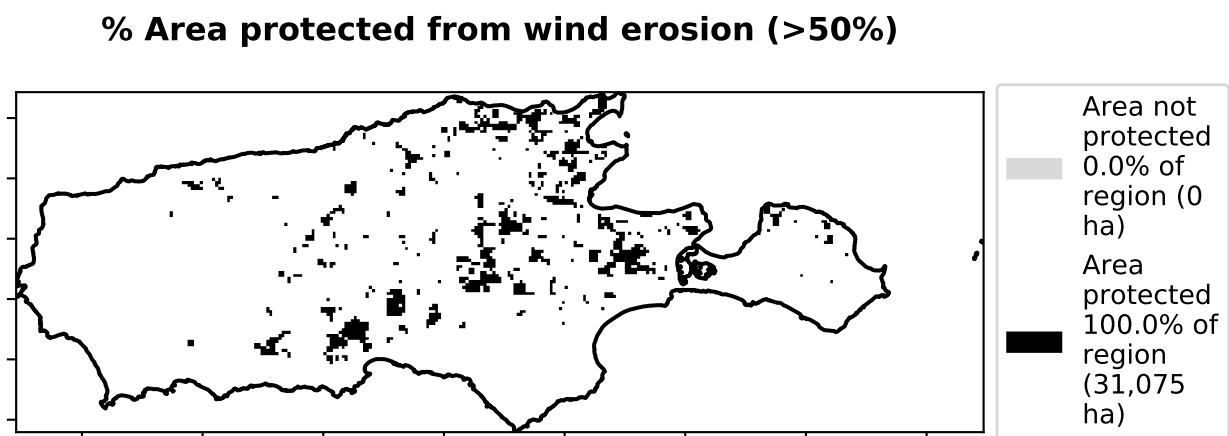 % Area protected from wind erosion (>50%)
Area not
protected
0.0% of
region (0
ha)
Area
protected
100.0% of
region
(31,075
ha)